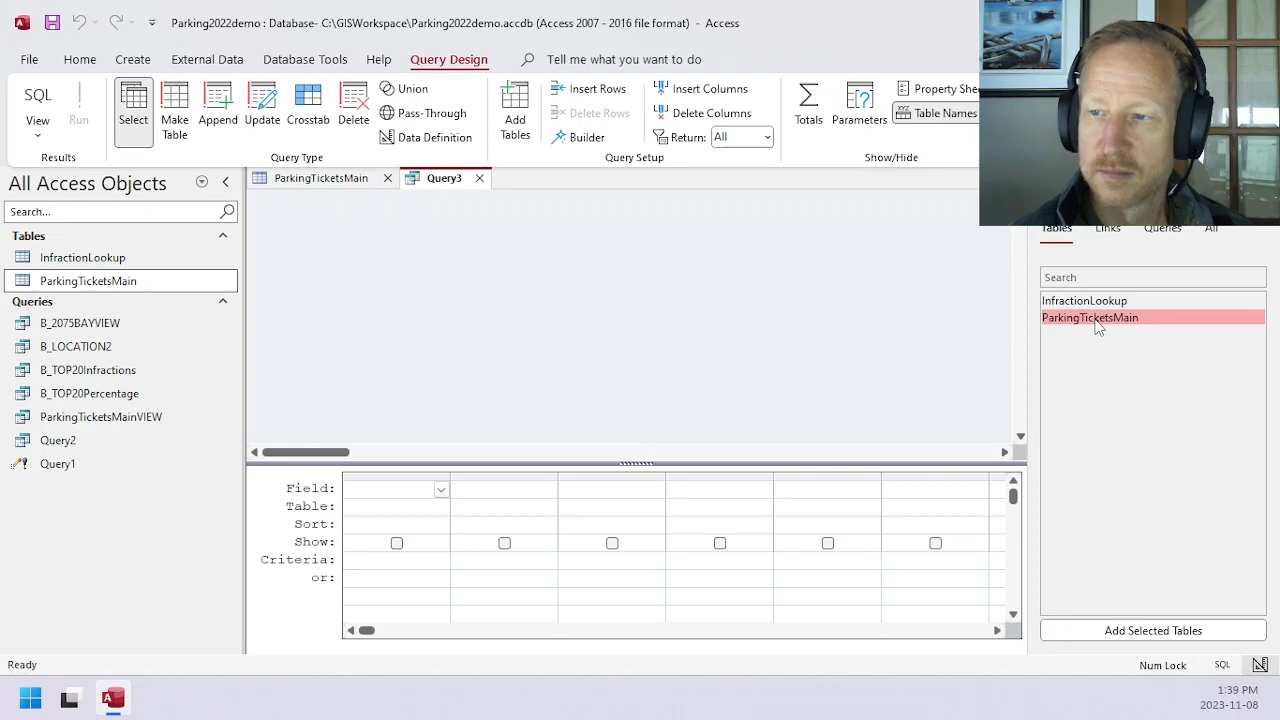 Parking2022demo : Database- C:\GISWorkspace\Parking2022demo.accdb (Access 2007 - 2016 file format) - Access
File Home Create External Data Database Tools Help Query Design Tell me what you want to do
SQL View
Run
Results
Select
Make Table
Append
Update
Crosstab
Delete
Union
Pass-Through
Data Definition
Query Type
Add Tables
Insert Rows
Delete Rows
Builder
Insert Columns
Delete Columns
Return: All
Query Setup
Totals
Parameters
Property Shee
Table Names
Show/Hide
All Access Objects
Search...
Tables
InfractionLookup
ParkingTicketsMain
Queries
B_2075BAYVIEW
B_LOCATION2
B_TOP20Infractions
B_TOP20Percentage
ParkingTicketsMainVIEW
Query2
Query1
ParkingTicketsMain
Query3
Field:
Table:
Sort:
Show:
Criteria:
or:
Tables Links Queries All
Search
InfractionLookup
ParkingTicketsMain
Add Selected Tables
Ready
Num Lock SQL
1:39 PM
2023-11-08